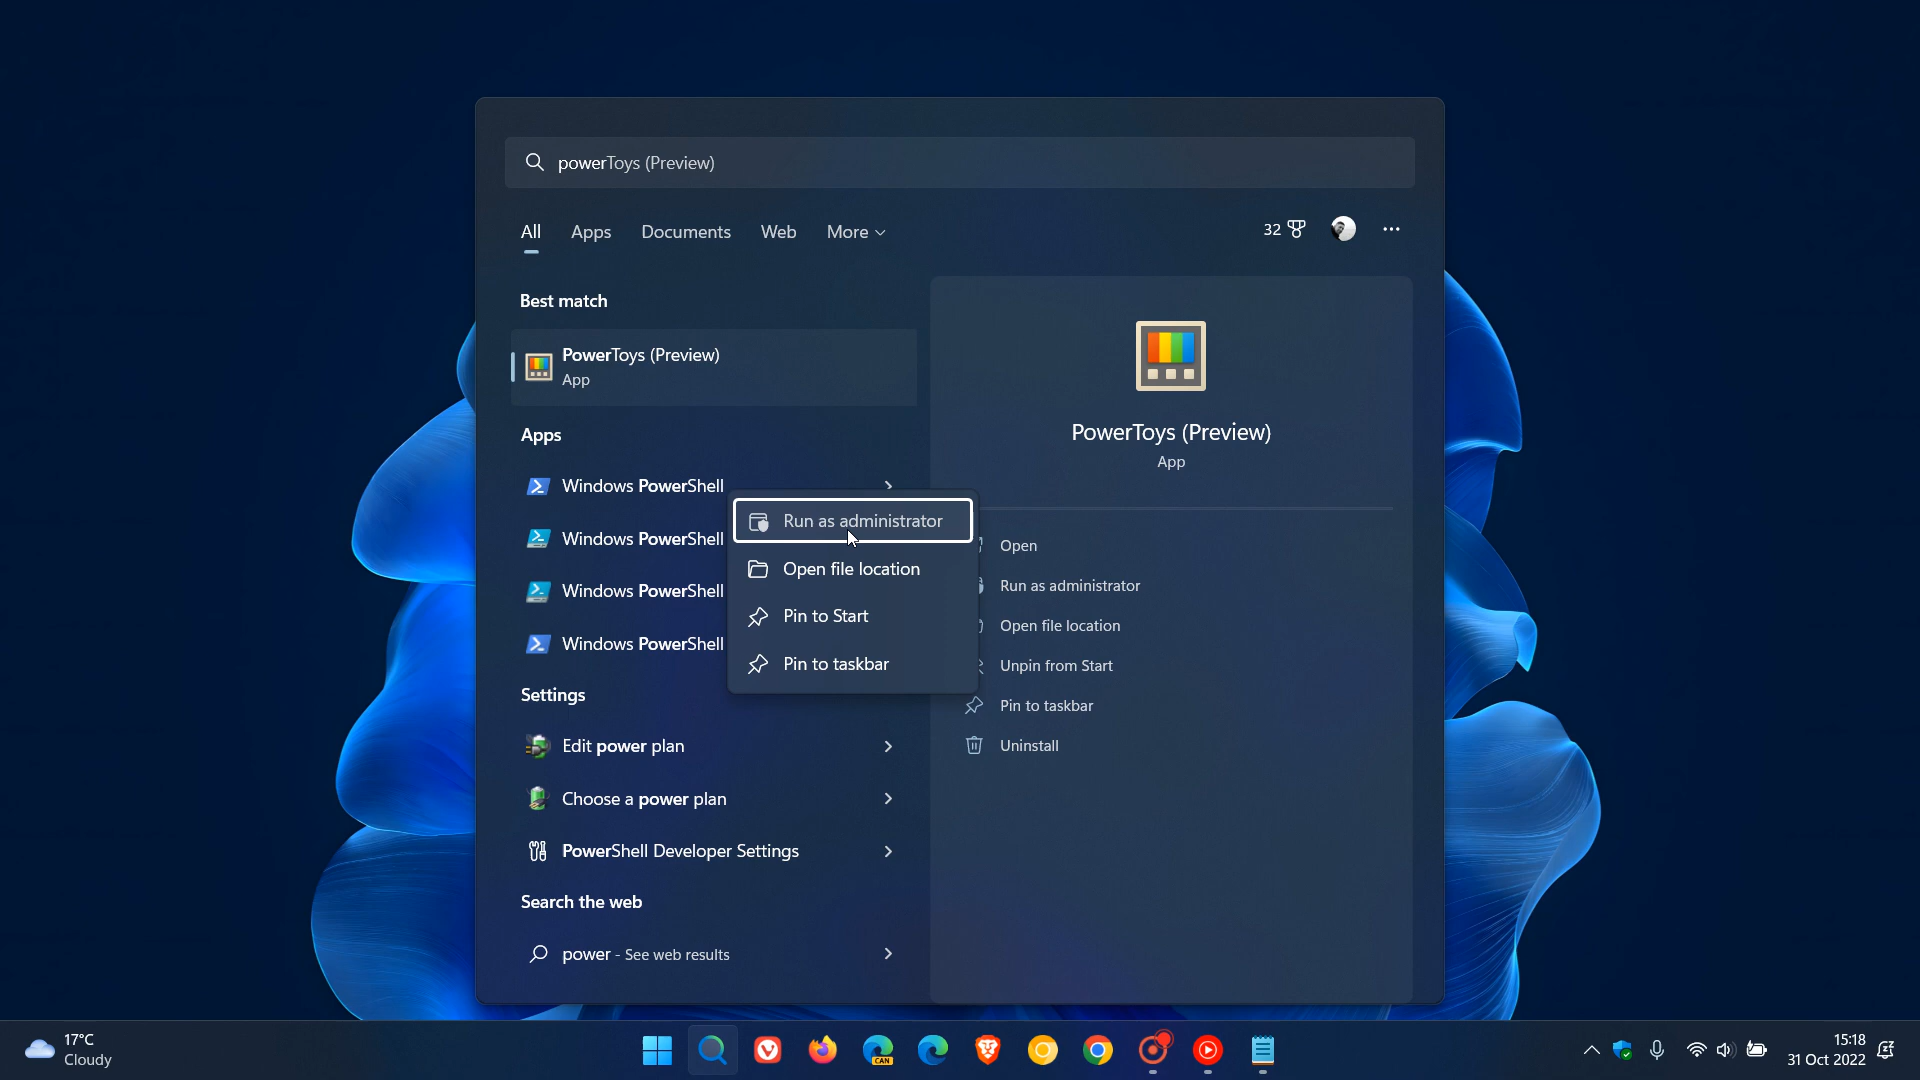 powerToys (Preview)
All Apps Documents Web More
32
Best match
PowerToys (Preview)
App
Apps
Windows PowerShell
Windows PowerShell
Windows PowerShell
Windows PowerShell
Run as administrator
Open file location
Pin to Start
Pin to taskbar
Settings
Edit power plan
Choose a power plan
PowerShell Developer Settings
Search the web
power - See web results
PowerToys (Preview)
App
Open
Run as administrator
Open file location
Unpin from Start
Pin to taskbar
Uninstall
17°C
Cloudy
CAN
15:18
31 Oct 2022